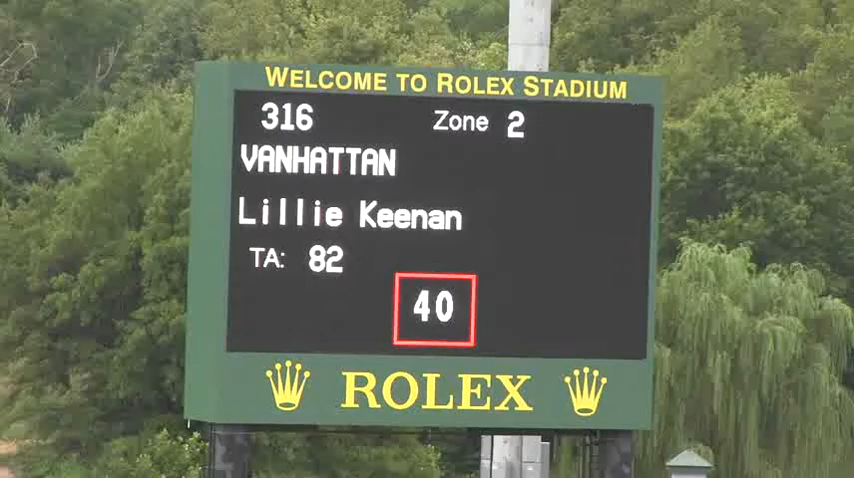 WELCOME TO ROLEX STADIUM
316 Zone 2
VANHATTAN
Lillie Keenan
TA: 82
40
ROLEX